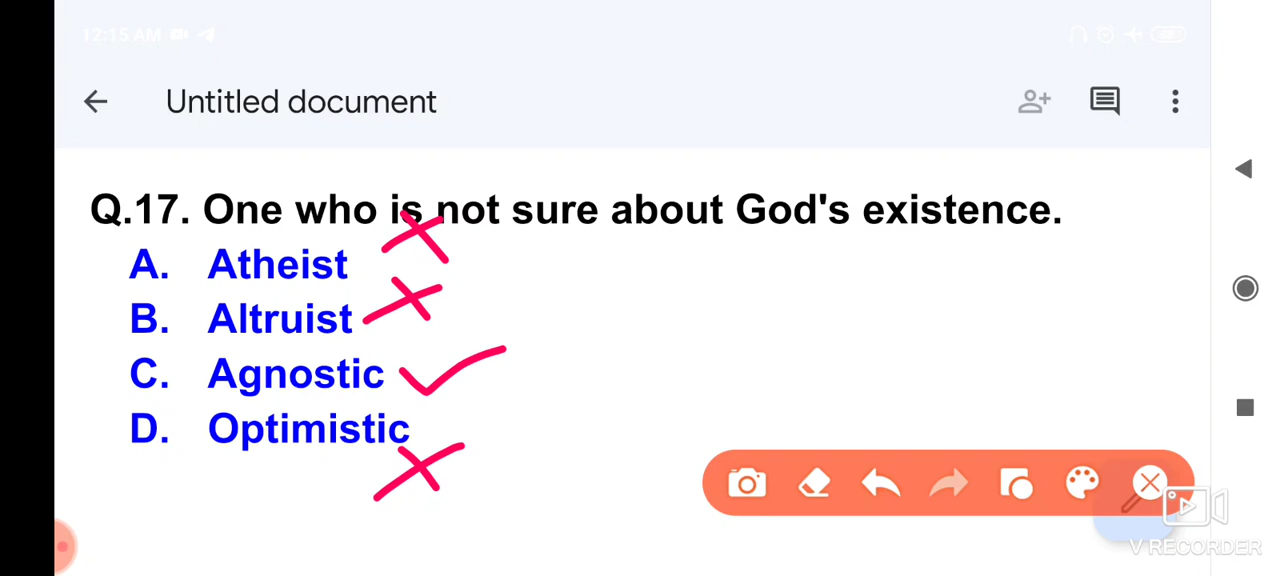 12:15 AM
Untitled document
Q.17. One who is not sure about God's existence.
A. Atheist
B. Altruist
C. Agnostic
D. Optimistic
V RECORDER